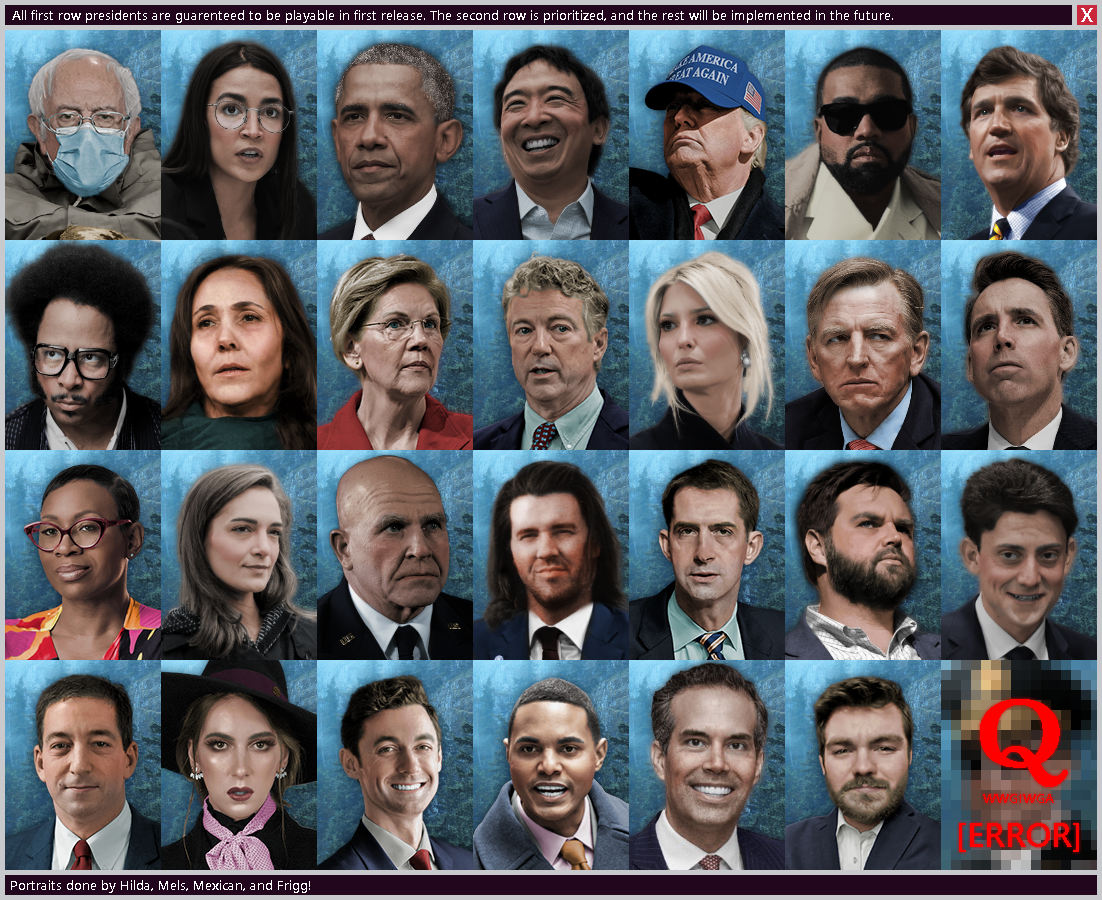 All first row presidents are guarenteed to be playable in first release. The second row is prioritized, and the rest will be implemented in the future.
X
AMERICA
AGAIN
Q
WWG1WGA
[ERROR]
Portraits done by Hilda, Mels, Mexican, and Frigg!